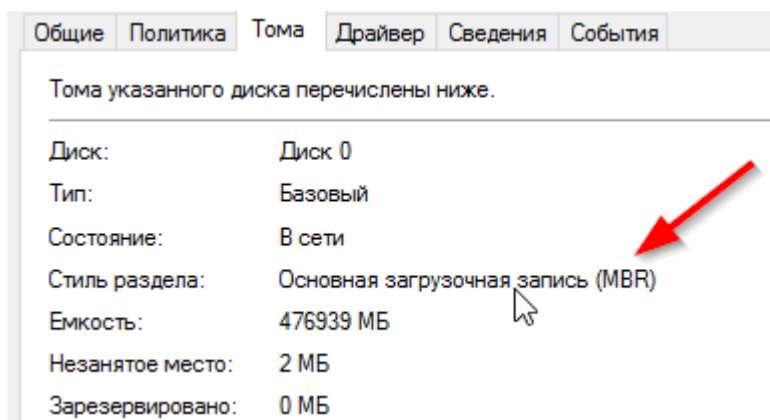 Общие Политика Тома Драйвер Сведения События
Тома указанного диска перечислены ниже.
Диск: Диск 0
Тип: Базовый
Состояние: В сети
Стиль раздела: Основная загрузочная запись (MBR)
Емкость: 476939 МБ
Незанятое место: 2 МБ
Зарезервировано: 0 МБ